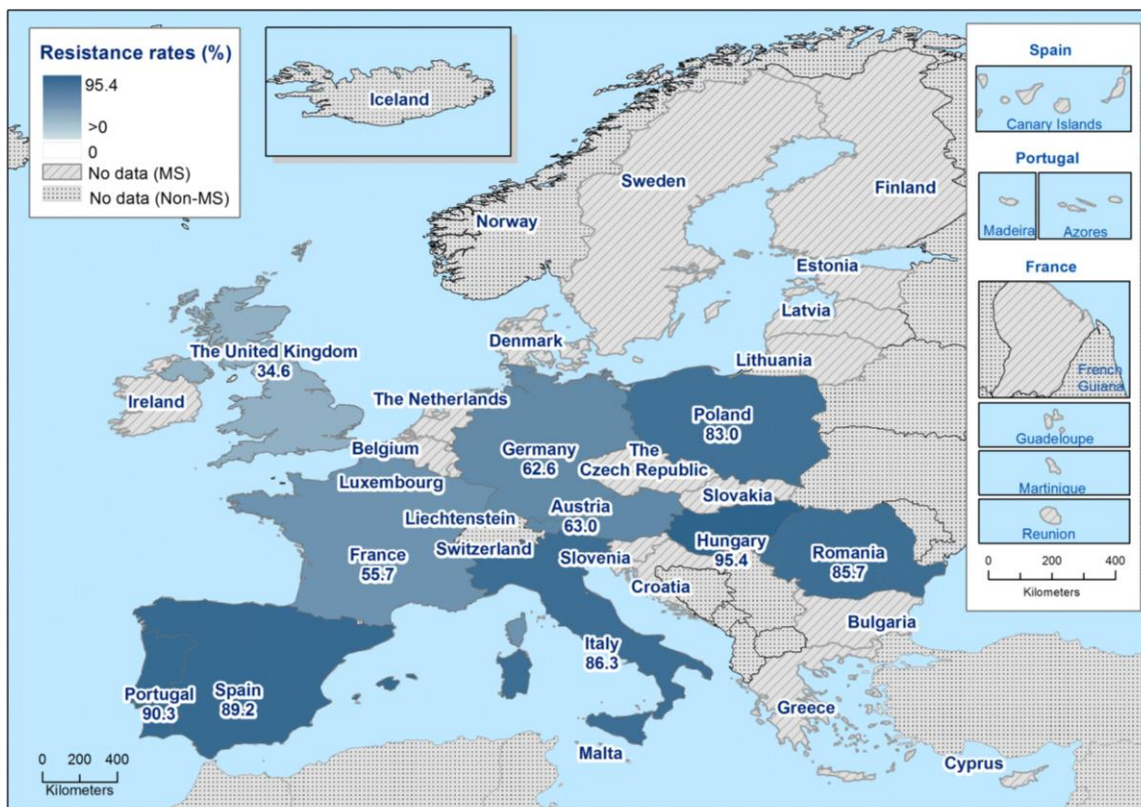 Resistance rates (%)
95.4
>0
0
No data (MS)
No data (Non-MS)
Iceland
Spain
Canary Islands
Portugal
Madeira
Azores
France
French
Guiana
Guadeloupe
Martinique
Reunion
0 200 400
Kilometers
Sweden
Finland
Norway
Estonia
Latvia
Denmark
Lithuania
The United Kingdom
34.6
Ireland
The Netherlands
Poland
83.0
Belgium
Germany
62.6
The
Czech Republic
Luxembourg
Slovakia
Austria
63.0
Liechtenstein
Switzerland
Hungary
95.4
Romania
85.7
France
55.7
Slovenia
Croatia
Bulgaria
Italy
86.3
Portugal
90.3
Spain
89.2
Greece
Malta
Cyprus
0 200 400
Kilometers